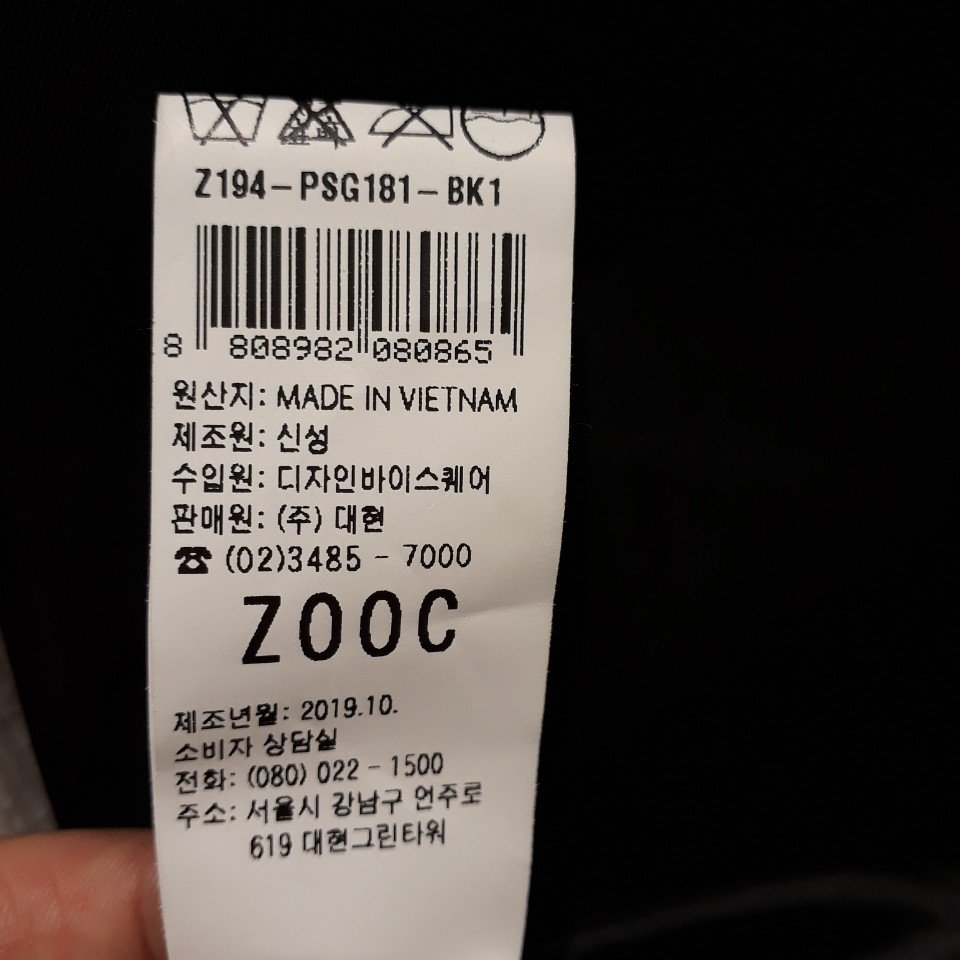 Z194-PSG181-BK1
8 808982 080865
원산지: MADE IN VIETNAM
제조원: 신성
수입원: 디자인바이스퀘어
판매원: (주) 대현
☎ (02)3485 - 7000
ZOOC
제조년월: 2019.10.
소비자 상담실
전화: (080) 022 - 1500
주소: 서울시 강남구 언주로
619 대현그린타워